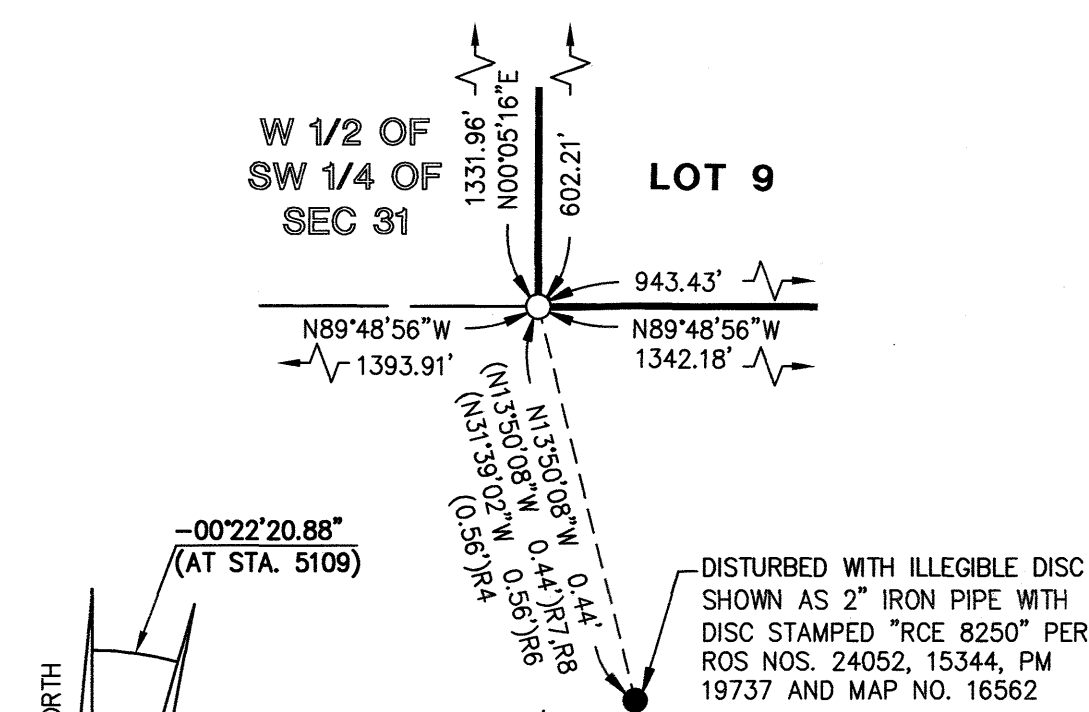 W 1/2 OF
SW 1/4 OF
SEC 31
1331.96'
N00°05'16"E
602.21'
LOT 9
943.43'
N89°48'56"W
1393.91'
N89°48'56"W
1342.18'
N13°50'08"W 0.44'
(N13°50'08"W 0.44')R7,R8
(N31°39'02"W 0.56')R6
(0.56')R4
-00°22'20.88"
(AT STA. 5109)
DISTURBED WITH ILLEGIBLE DISC
SHOWN AS 2" IRON PIPE WITH
DISC STAMPED "RCE 8250" PER
ROS NOS. 24052, 15344, PM
19737 AND MAP NO. 16562